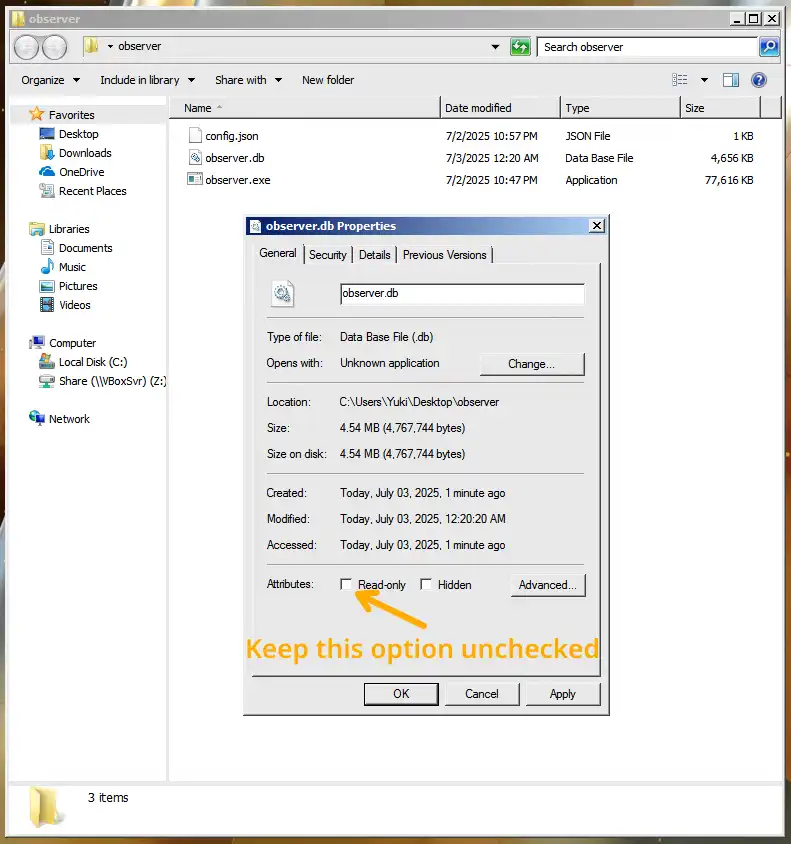 observer
observer
Search observer
Organize Include in library Share with New folder
Name Date modified Type Size
config.json 7/2/2025 10:57 PM JSON File 1 KB
observer.db 7/3/2025 12:20 AM Data Base File 4,656 KB
observer.exe 7/2/2025 10:47 PM Application 77,616 KB
Favorites
Desktop
Downloads
OneDrive
Recent Places
Libraries
Documents
Music
Pictures
Videos
Computer
Local Disk (C:)
Share (\\VBoxSvr) (Z:)
Network
observer.db Properties
General Security Details Previous Versions
observer.db
Type of file: Data Base File (.db)
Opens with: Unknown application Change...
Location: C:\Users\Yuki\Desktop\observer
Size: 4.54 MB (4,767,744 bytes)
Size on disk: 4.54 MB (4,767,744 bytes)
Created: Today, July 03, 2025, 1 minute ago
Modified: Today, July 03, 2025, 12:20:20 AM
Accessed: Today, July 03, 2025, 1 minute ago
Attributes: Read-only Hidden Advanced...
Keep this option unchecked
OK Cancel Apply
3 items